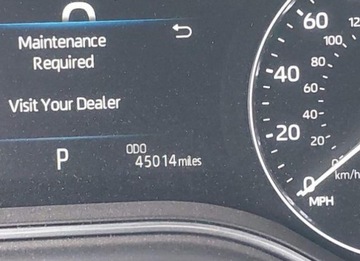 Maintenance
Required
Visit Your Dealer
P
ODO
45014 miles
60
100
80
40
60
40
20
20
0
km/h
MPH